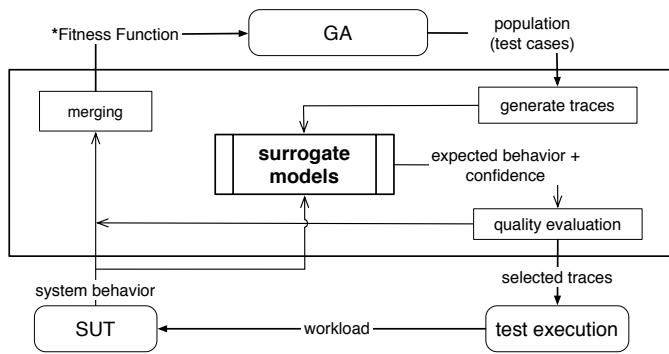 *Fitness Function
GA
population
(test cases)
merging
generate traces
surrogate
models
expected behavior +
confidence
quality evaluation
system behavior
selected traces
SUT
workload
test execution